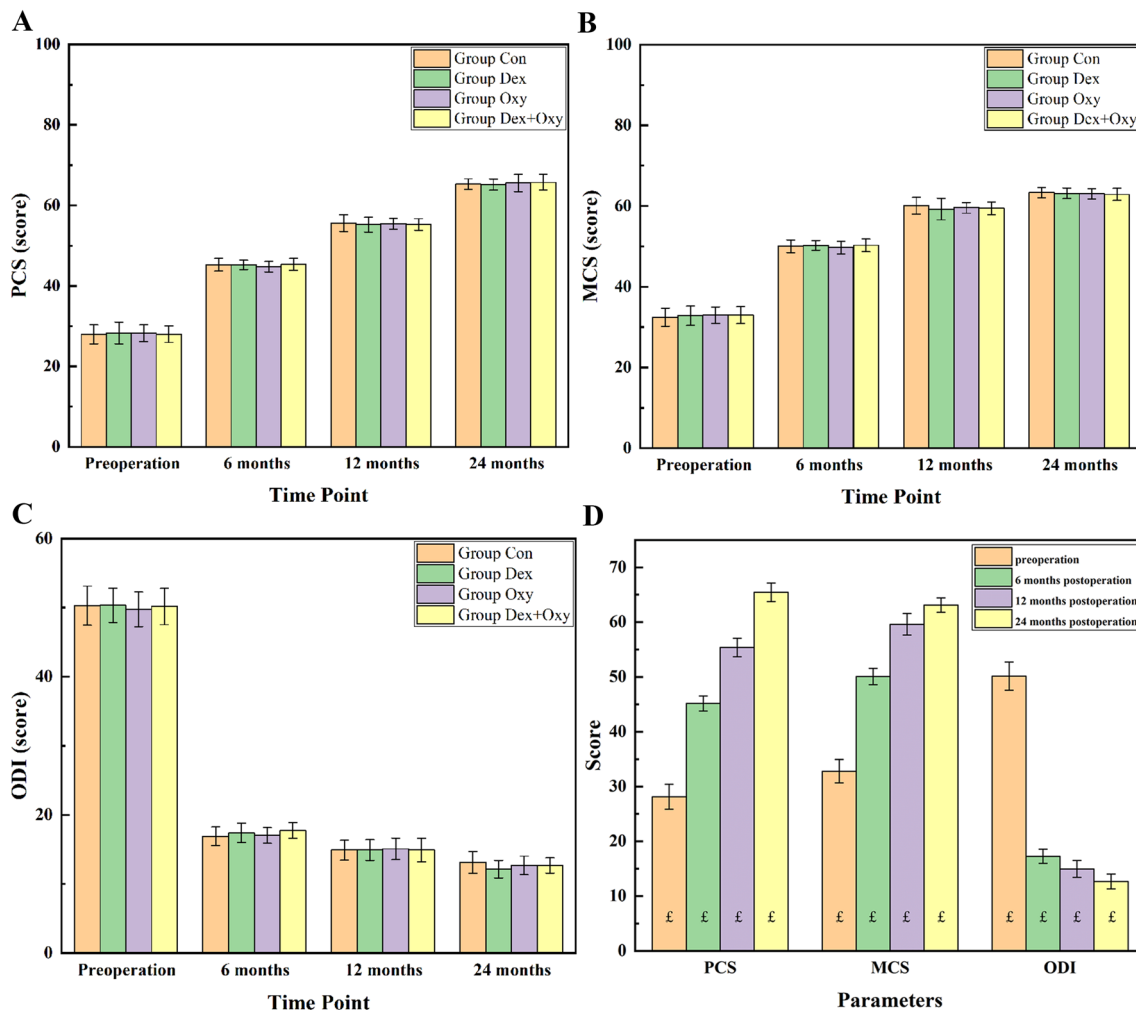 A
100
80
60
40
20
0
PCS (score)
Group Con
Group Dex
Group Oxy
Group Dex+Oxy
Preoperation 6 months 12 months 24 months
Time Point
B
100
80
60
40
20
0
MCS (score)
Group Con
Group Dex
Group Oxy
Group Dex+Oxy
Preoperation 6 months 12 months 24 months
Time Point
C
60
40
20
0
ODI (score)
Group Con
Group Dex
Group Oxy
Group Dex+Oxy
Preoperation 6 months 12 months 24 months
Time Point
D
70
60
50
40
30
20
10
0
Score
preoperation
6 months postoperation
12 months postoperation
24 months postoperation
£ £ £ £ £ £ £ £ £ £ £ £
PCS MCS ODI
Parameters